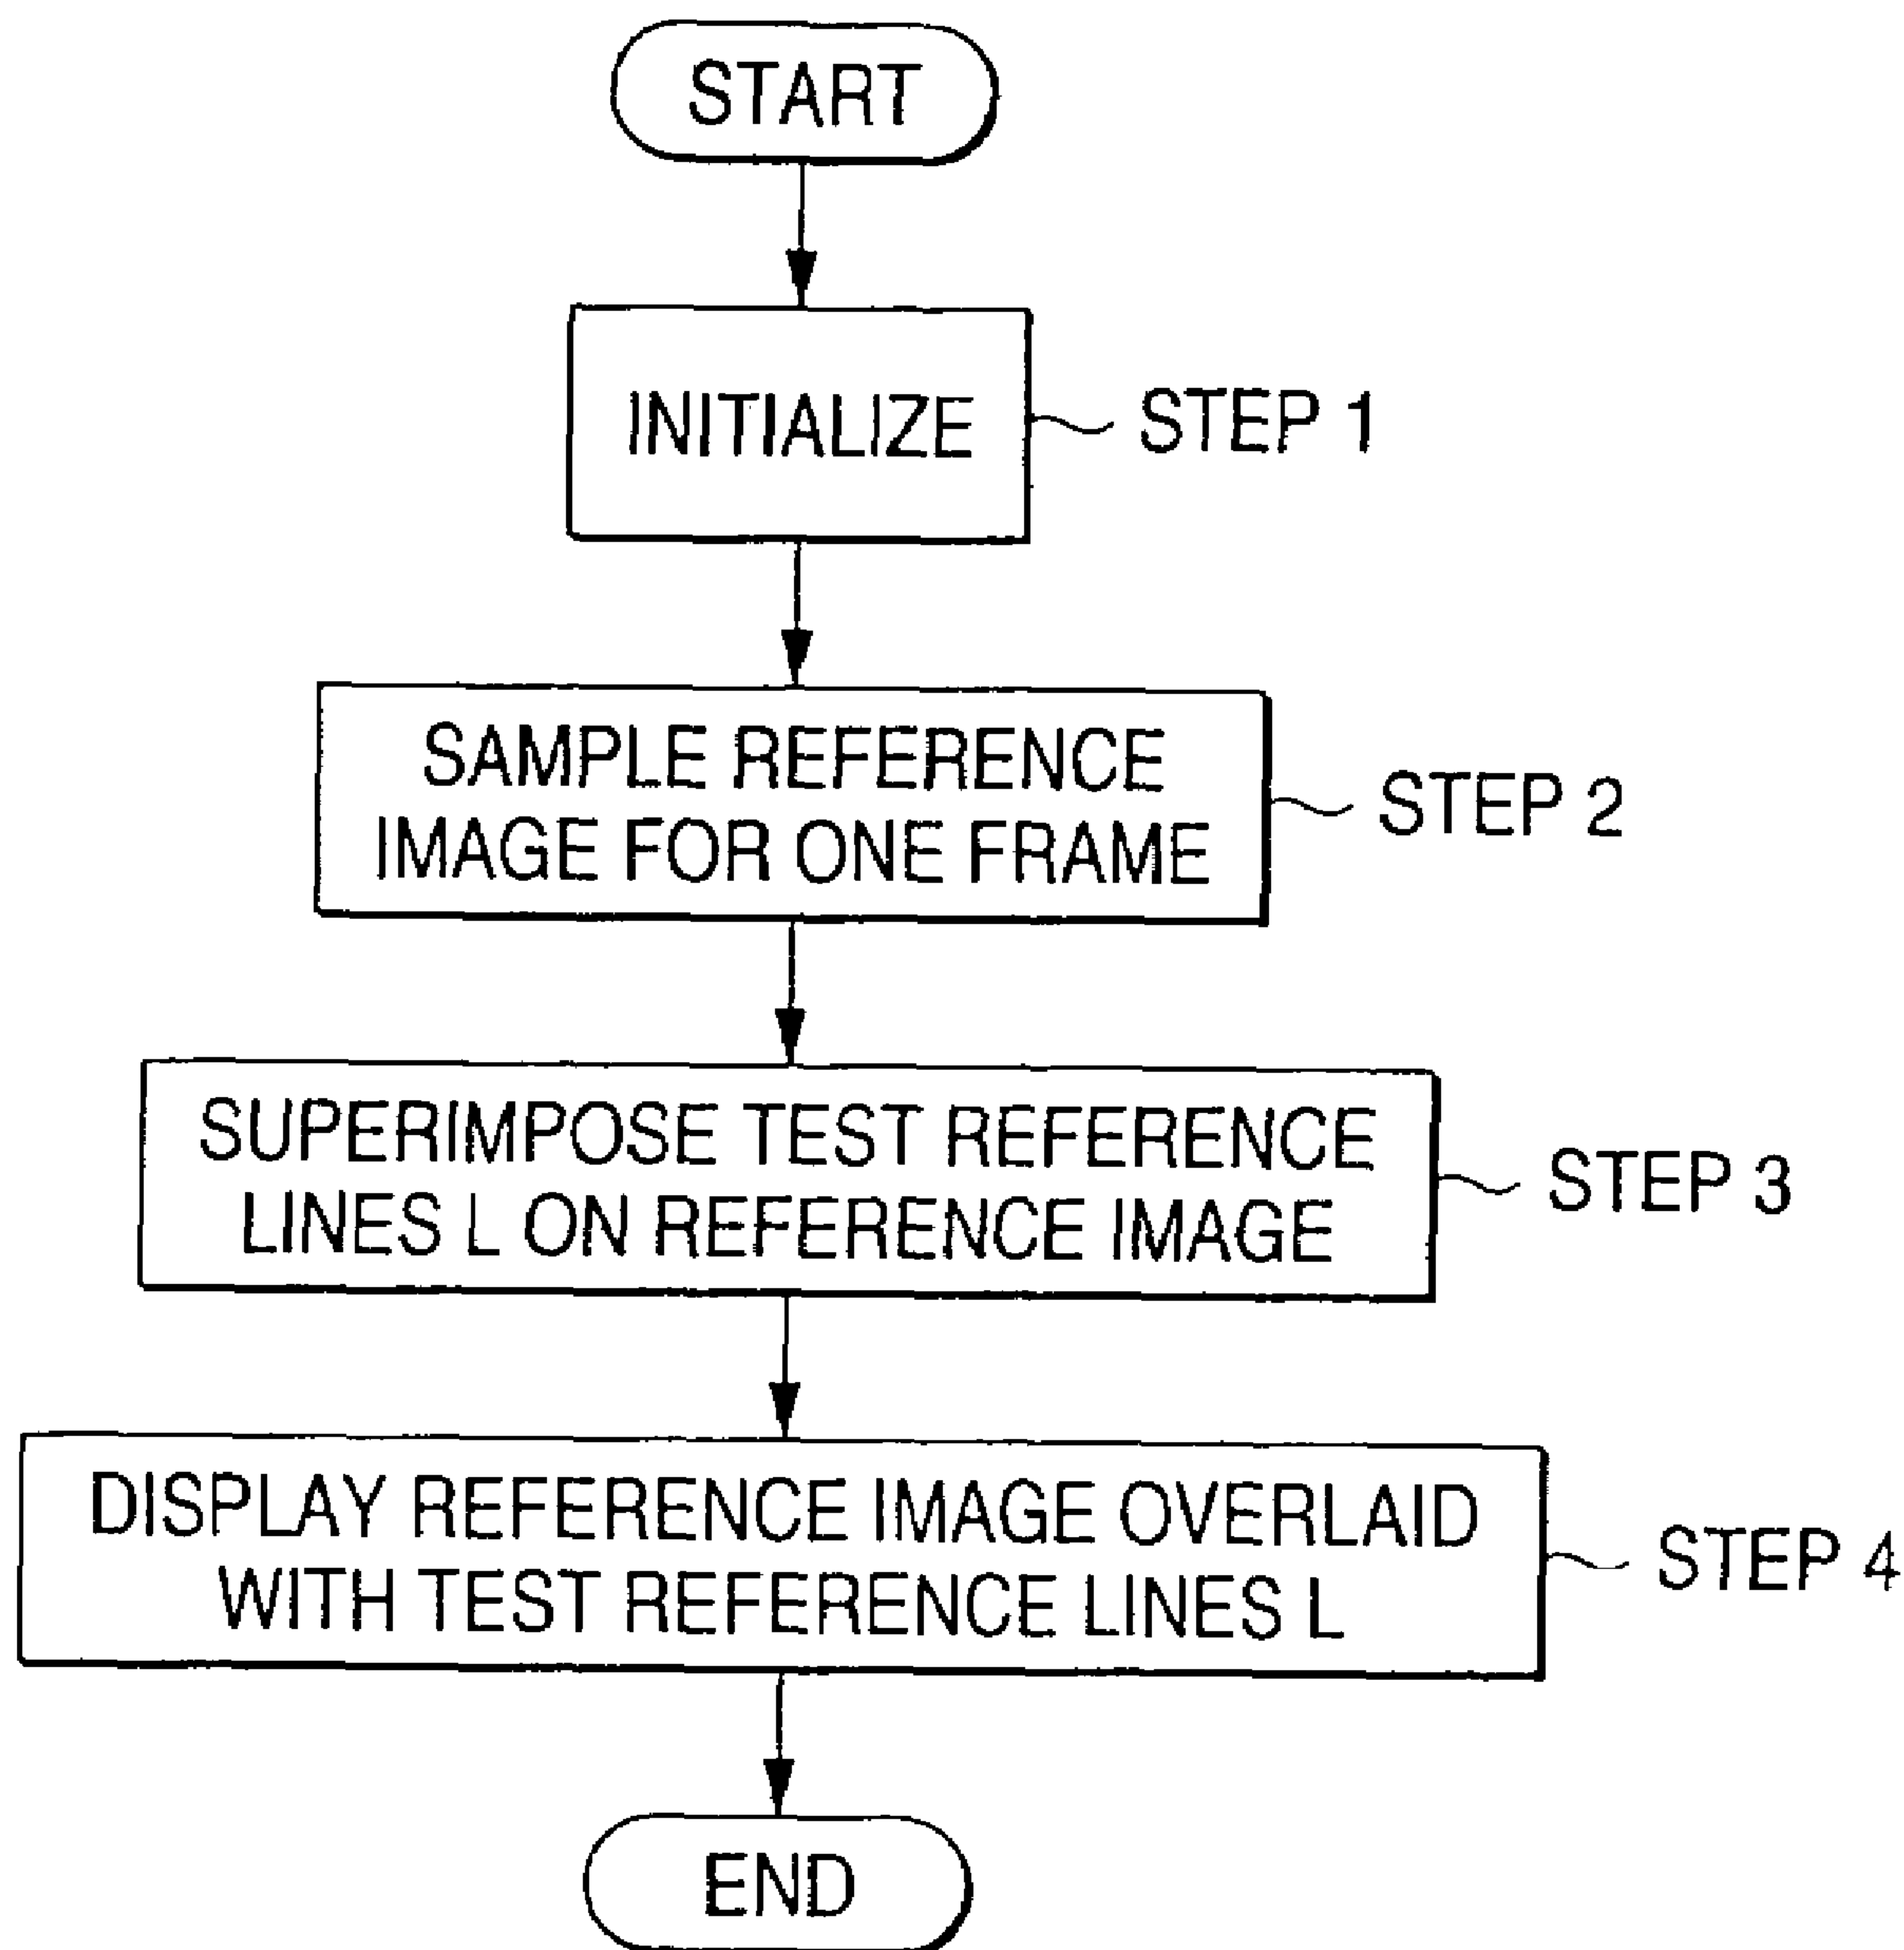 START
INITIALIZE
STEP 1
SAMPLE REFERENCE
IMAGE FOR ONE FRAME
STEP 2
SUPERIMPOSE TEST REFERENCE
LINES L ON REFERENCE IMAGE
STEP 3
DISPLAY REFERENCE IMAGE OVERLAID
WITH TEST REFERENCE LINES L
STEP 4
END